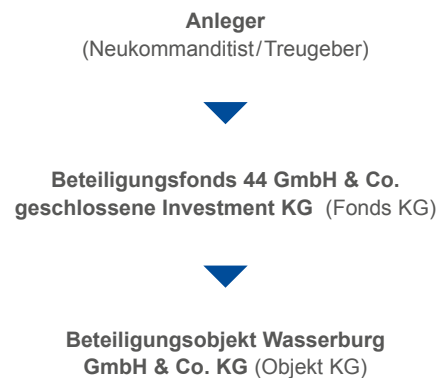 Anleger
(Neukommanditist/Treugeber)
Beteiligungsfonds 44 GmbH & Co.
geschlossene Investment KG (Fonds KG)
Beteiligungsobjekt Wasserburg
GmbH & Co. KG (Objekt KG)